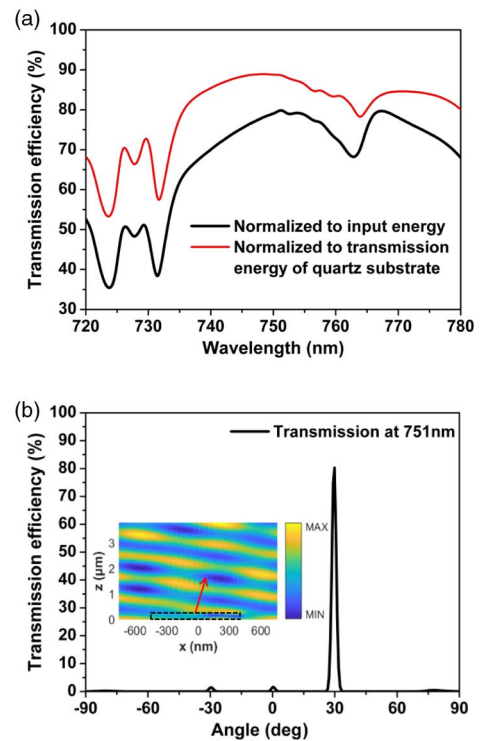 (a)
Transmission efficiency (%)
100
90
80
70
60
50
40
30
Normalized to input energy
Normalized to transmission
energy of quartz substrate
720 730 740 750 760 770 780
Wavelength (nm)
(b)
Transmission efficiency (%)
100
90
80
70
60
50
40
30
20
10
0
Transmission at 751nm
z (μm)
3
2
1
0
-600 -300 0 300 600
x (nm)
MAX
MIN
-90 -60 -30 0 30 60 90
Angle (deg)